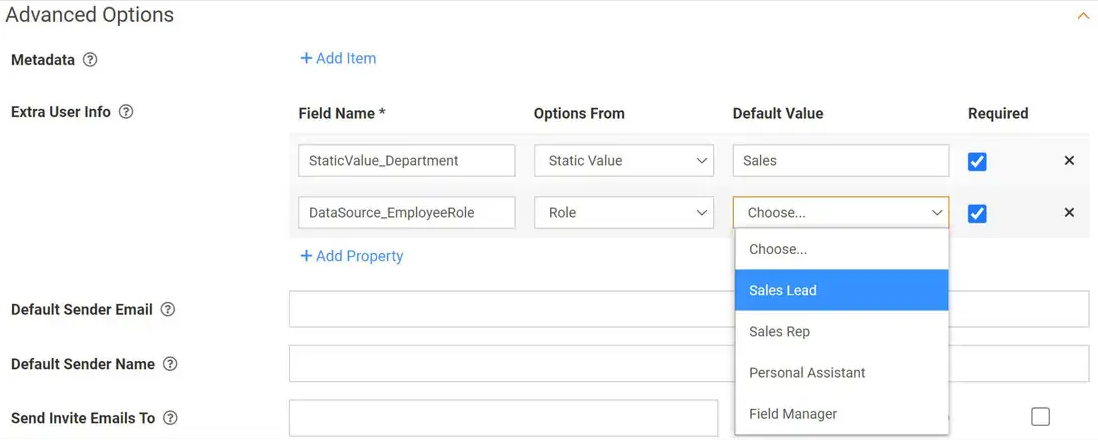 Advanced Options
Metadata ?
+ Add Item
Extra User Info ?
Field Name * Options From Default Value Required
StaticValue_Department Static Value Sales ×
DataSource_EmployeeRole Role Choose... ×
+ Add Property
Choose...
Sales Lead
Sales Rep
Personal Assistant
Field Manager
Default Sender Email ?
Default Sender Name ?
Send Invite Emails To ?